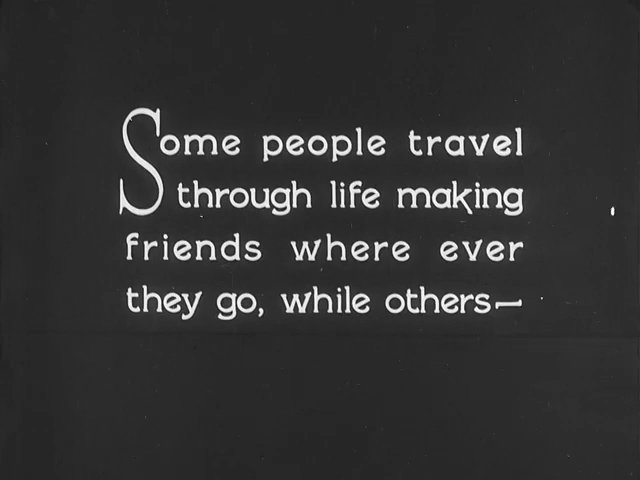 Some people travel
through life making
friends where ever
they go, while others—